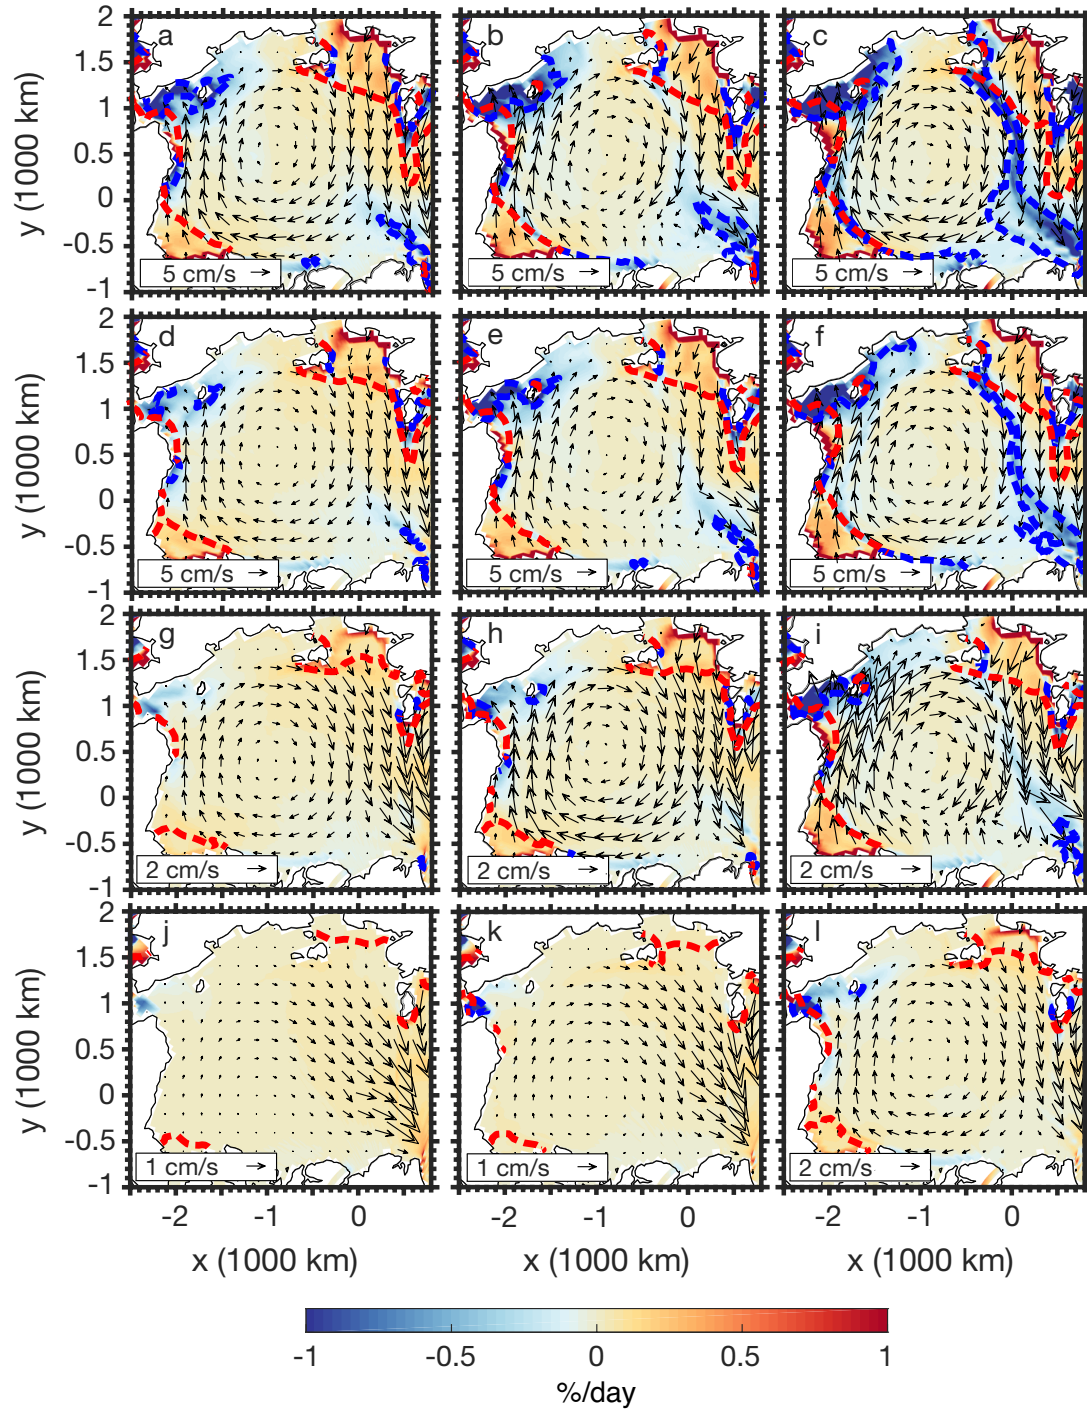 a b c
2
1.5
1
0.5
0
-0.5
-1
y (1000 km)
5 cm/s 5 cm/s 5 cm/s
d e f
2
1.5
1
0.5
0
-0.5
-1
y (1000 km)
5 cm/s 5 cm/s 5 cm/s
g h i
2
1.5
1
0.5
0
-0.5
-1
y (1000 km)
2 cm/s 2 cm/s 2 cm/s
j k l
2
1.5
1
0.5
0
-0.5
-1
y (1000 km)
1 cm/s 1 cm/s 2 cm/s
-2 -1 0 -2 -1 0 -2 -1 0
x (1000 km) x (1000 km) x (1000 km)
-1 -0.5 0 0.5 1
%/day